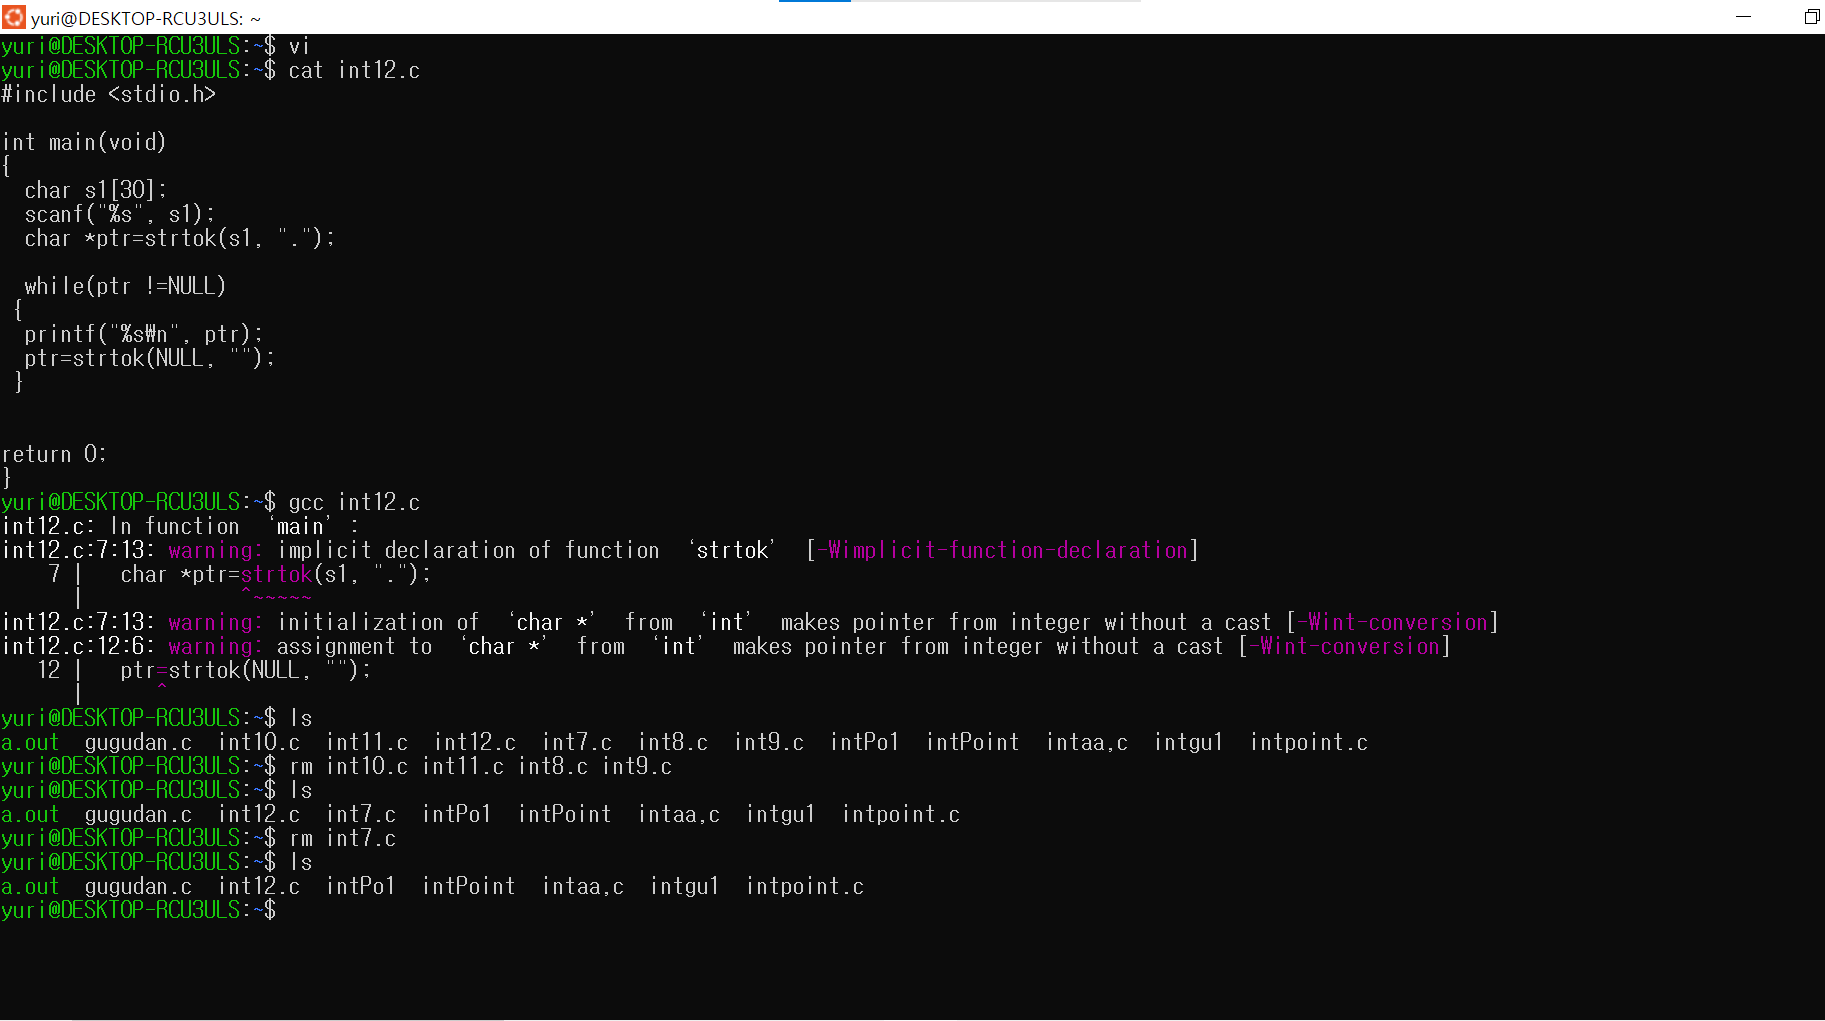 yuri@DESKTOP-RCU3ULS: ~
yuri@DESKTOP-RCU3ULS:~$ vi
yuri@DESKTOP-RCU3ULS:~$ cat int12.c
#include <stdio.h>
int main(void)
{
char s1[30];
scanf("%s", s1);
char *ptr=strtok(s1, ".");
while(ptr !=NULL)
{
printf("%s₩n", ptr);
ptr=strtok(NULL, "");
}
return 0;
}
yuri@DESKTOP-RCU3ULS:~$ gcc int12.c
int12.c: In function ‘main’:
int12.c:7:13: warning: implicit declaration of function ‘strtok’ [-Wimplicit-function-declaration]
7 | char *ptr=strtok(s1, ".");
| ^~~~~~
int12.c:7:13: warning: initialization of ‘char *’ from ‘int’ makes pointer from integer without a cast [-Wint-conversion]
int12.c:12:6: warning: assignment to ‘char *’ from ‘int’ makes pointer from integer without a cast [-Wint-conversion]
12 | ptr=strtok(NULL, "");
| ^
yuri@DESKTOP-RCU3ULS:~$ ls
a.out gugudan.c int10.c int11.c int12.c int7.c int8.c int9.c intPo1 intPoint intaa,c intgu1 intpoint.c
yuri@DESKTOP-RCU3ULS:~$ rm int10.c int11.c int8.c int9.c
yuri@DESKTOP-RCU3ULS:~$ ls
a.out gugudan.c int12.c int7.c intPo1 intPoint intaa,c intgu1 intpoint.c
yuri@DESKTOP-RCU3ULS:~$ rm int7.c
yuri@DESKTOP-RCU3ULS:~$ ls
a.out gugudan.c int12.c intPo1 intPoint intaa,c intgu1 intpoint.c
yuri@DESKTOP-RCU3ULS:~$